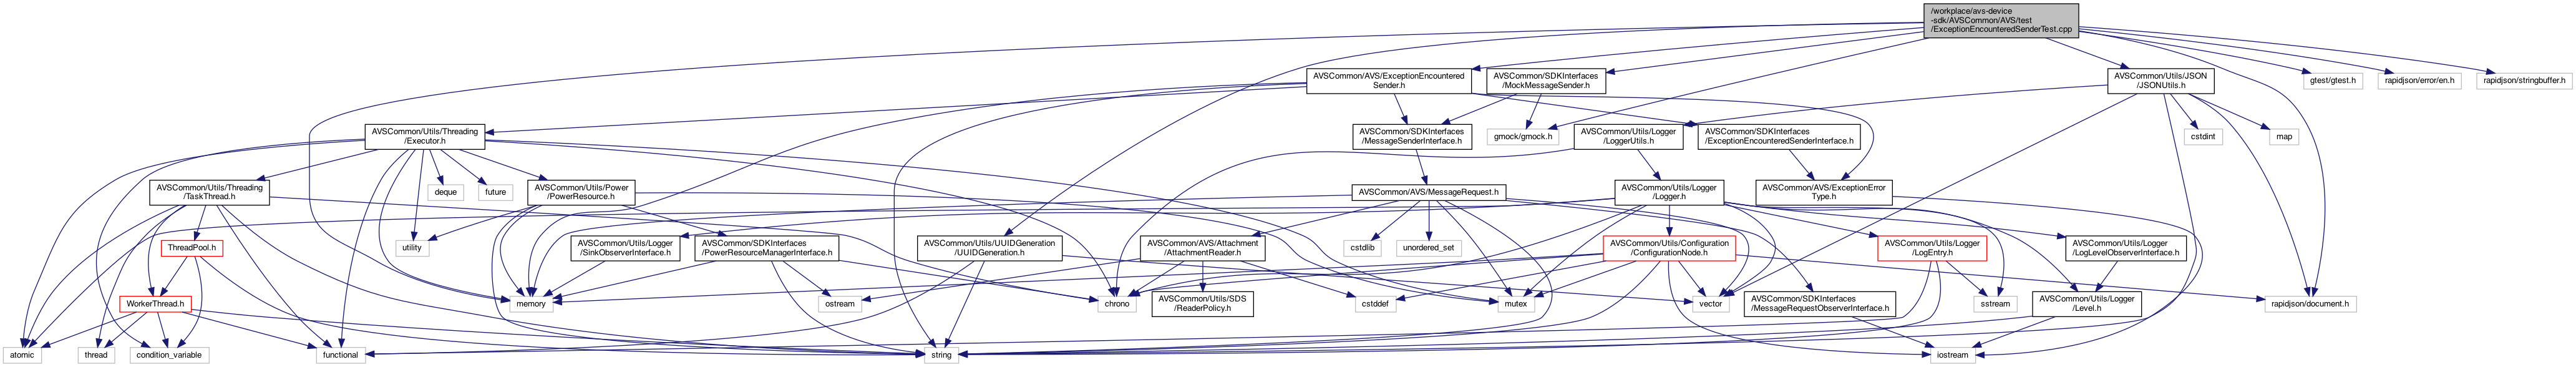 /workplace/avs-device
-sdk/AVSCommon/AVS/test
/ExceptionEncounteredSenderTest.cpp
AVSCommon/AVS/ExceptionEncountered
Sender.h
AVSCommon/SDKInterfaces
/MockMessageSender.h
AVSCommon/Utils/JSON
/JSONUtils.h
gtest/gtest.h
rapidjson/error/en.h
rapidjson/stringbuffer.h
AVSCommon/Utils/Threading
/Executor.h
AVSCommon/SDKInterfaces
/MessageSenderInterface.h
gmock/gmock.h
AVSCommon/Utils/Logger
/LoggerUtils.h
AVSCommon/SDKInterfaces
/ExceptionEncounteredSenderInterface.h
cstdint
map
AVSCommon/Utils/Threading
/TaskThread.h
deque
future
AVSCommon/Utils/Power
/PowerResource.h
AVSCommon/AVS/MessageRequest.h
AVSCommon/Utils/Logger
/Logger.h
AVSCommon/AVS/ExceptionError
Type.h
ThreadPool.h
utility
AVSCommon/Utils/Logger
/SinkObserverInterface.h
AVSCommon/SDKInterfaces
/PowerResourceManagerInterface.h
AVSCommon/Utils/UUIDGeneration
/UUIDGeneration.h
AVSCommon/AVS/Attachment
/AttachmentReader.h
cstdlib
unordered_set
AVSCommon/Utils/Configuration
/ConfigurationNode.h
AVSCommon/Utils/Logger
/LogEntry.h
AVSCommon/Utils/Logger
/LogLevelObserverInterface.h
WorkerThread.h
memory
ostream
chrono
AVSCommon/Utils/SDS
/ReaderPolicy.h
cstddef
mutex
vector
AVSCommon/SDKInterfaces
/MessageRequestObserverInterface.h
sstream
AVSCommon/Utils/Logger
/Level.h
rapidjson/document.h
atomic
thread
condition_variable
functional
string
iostream